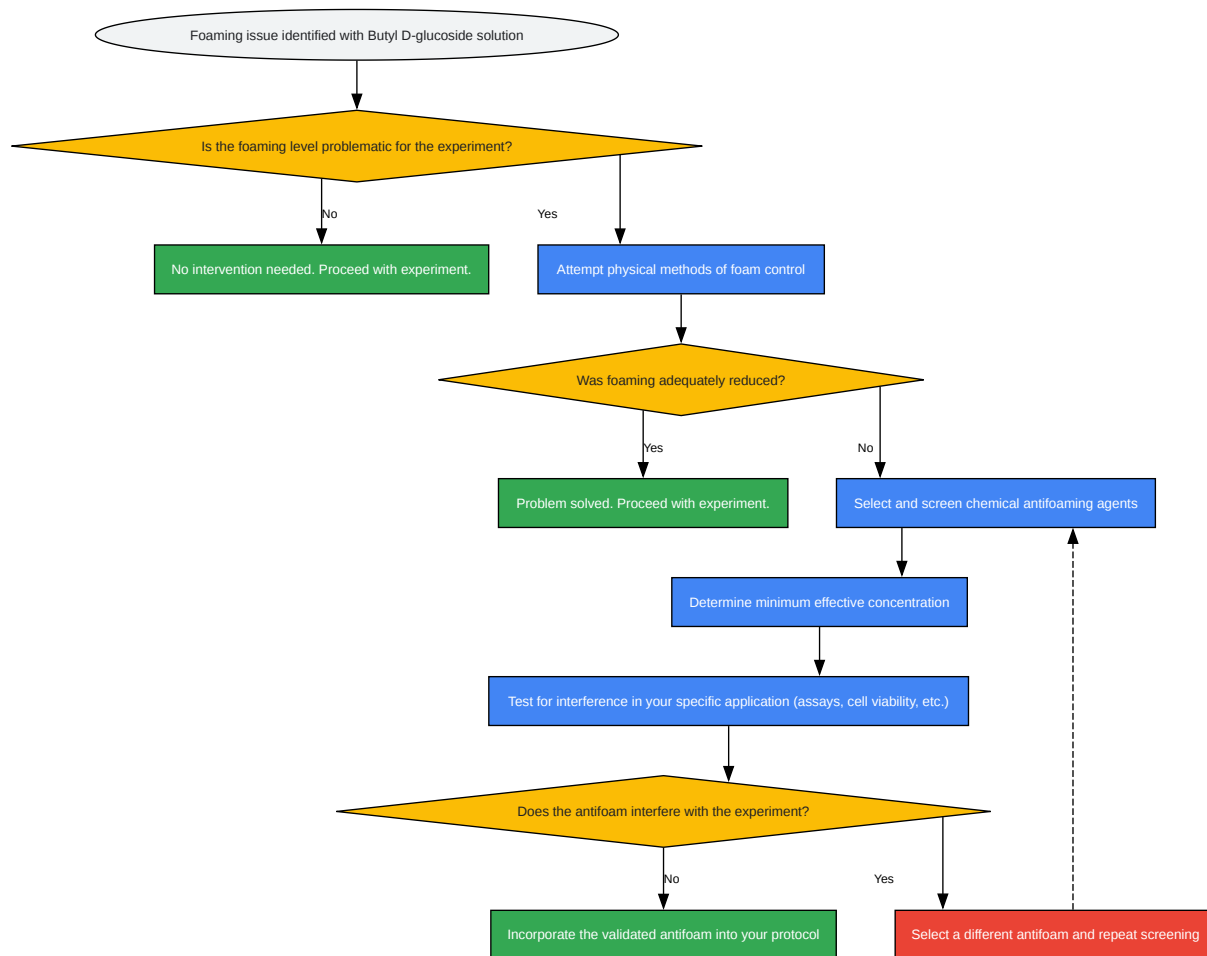 Foaming issue identified with Butyl D-glucoside solution
Is the foaming level problematic for the experiment?
No
Yes
No intervention needed. Proceed with experiment.
Attempt physical methods of foam control
Was foaming adequately reduced?
Yes
No
Problem solved. Proceed with experiment.
Select and screen chemical antifoaming agents
Determine minimum effective concentration
Test for interference in your specific application (assays, cell viability, etc.)
Does the antifoam interfere with the experiment?
No
Yes
Incorporate the validated antifoam into your protocol
Select a different antifoam and repeat screening